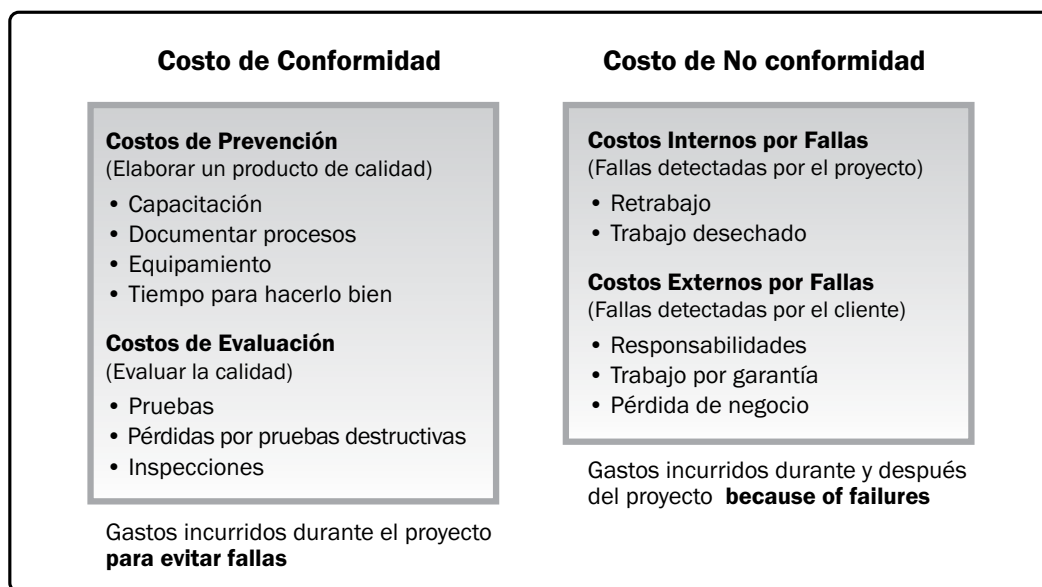 Costo de Conformidad
Costos de Prevención
(Elaborar un producto de calidad)
• Capacitación
• Documentar procesos
• Equipamiento
• Tiempo para hacerlo bien
Costos de Evaluación
(Evaluar la calidad)
• Pruebas
• Pérdidas por pruebas destructivas
• Inspecciones
Gastos incurridos durante el proyecto
para evitar fallas
Costo de No conformidad
Costos Internos por Fallas
(Fallas detectadas por el proyecto)
• Retrabajo
• Trabajo desechado
Costos Externos por Fallas
(Fallas detectadas por el cliente)
• Responsabilidades
• Trabajo por garantía
• Pérdida de negocio
Gastos incurridos durante y después
del proyecto because of failures